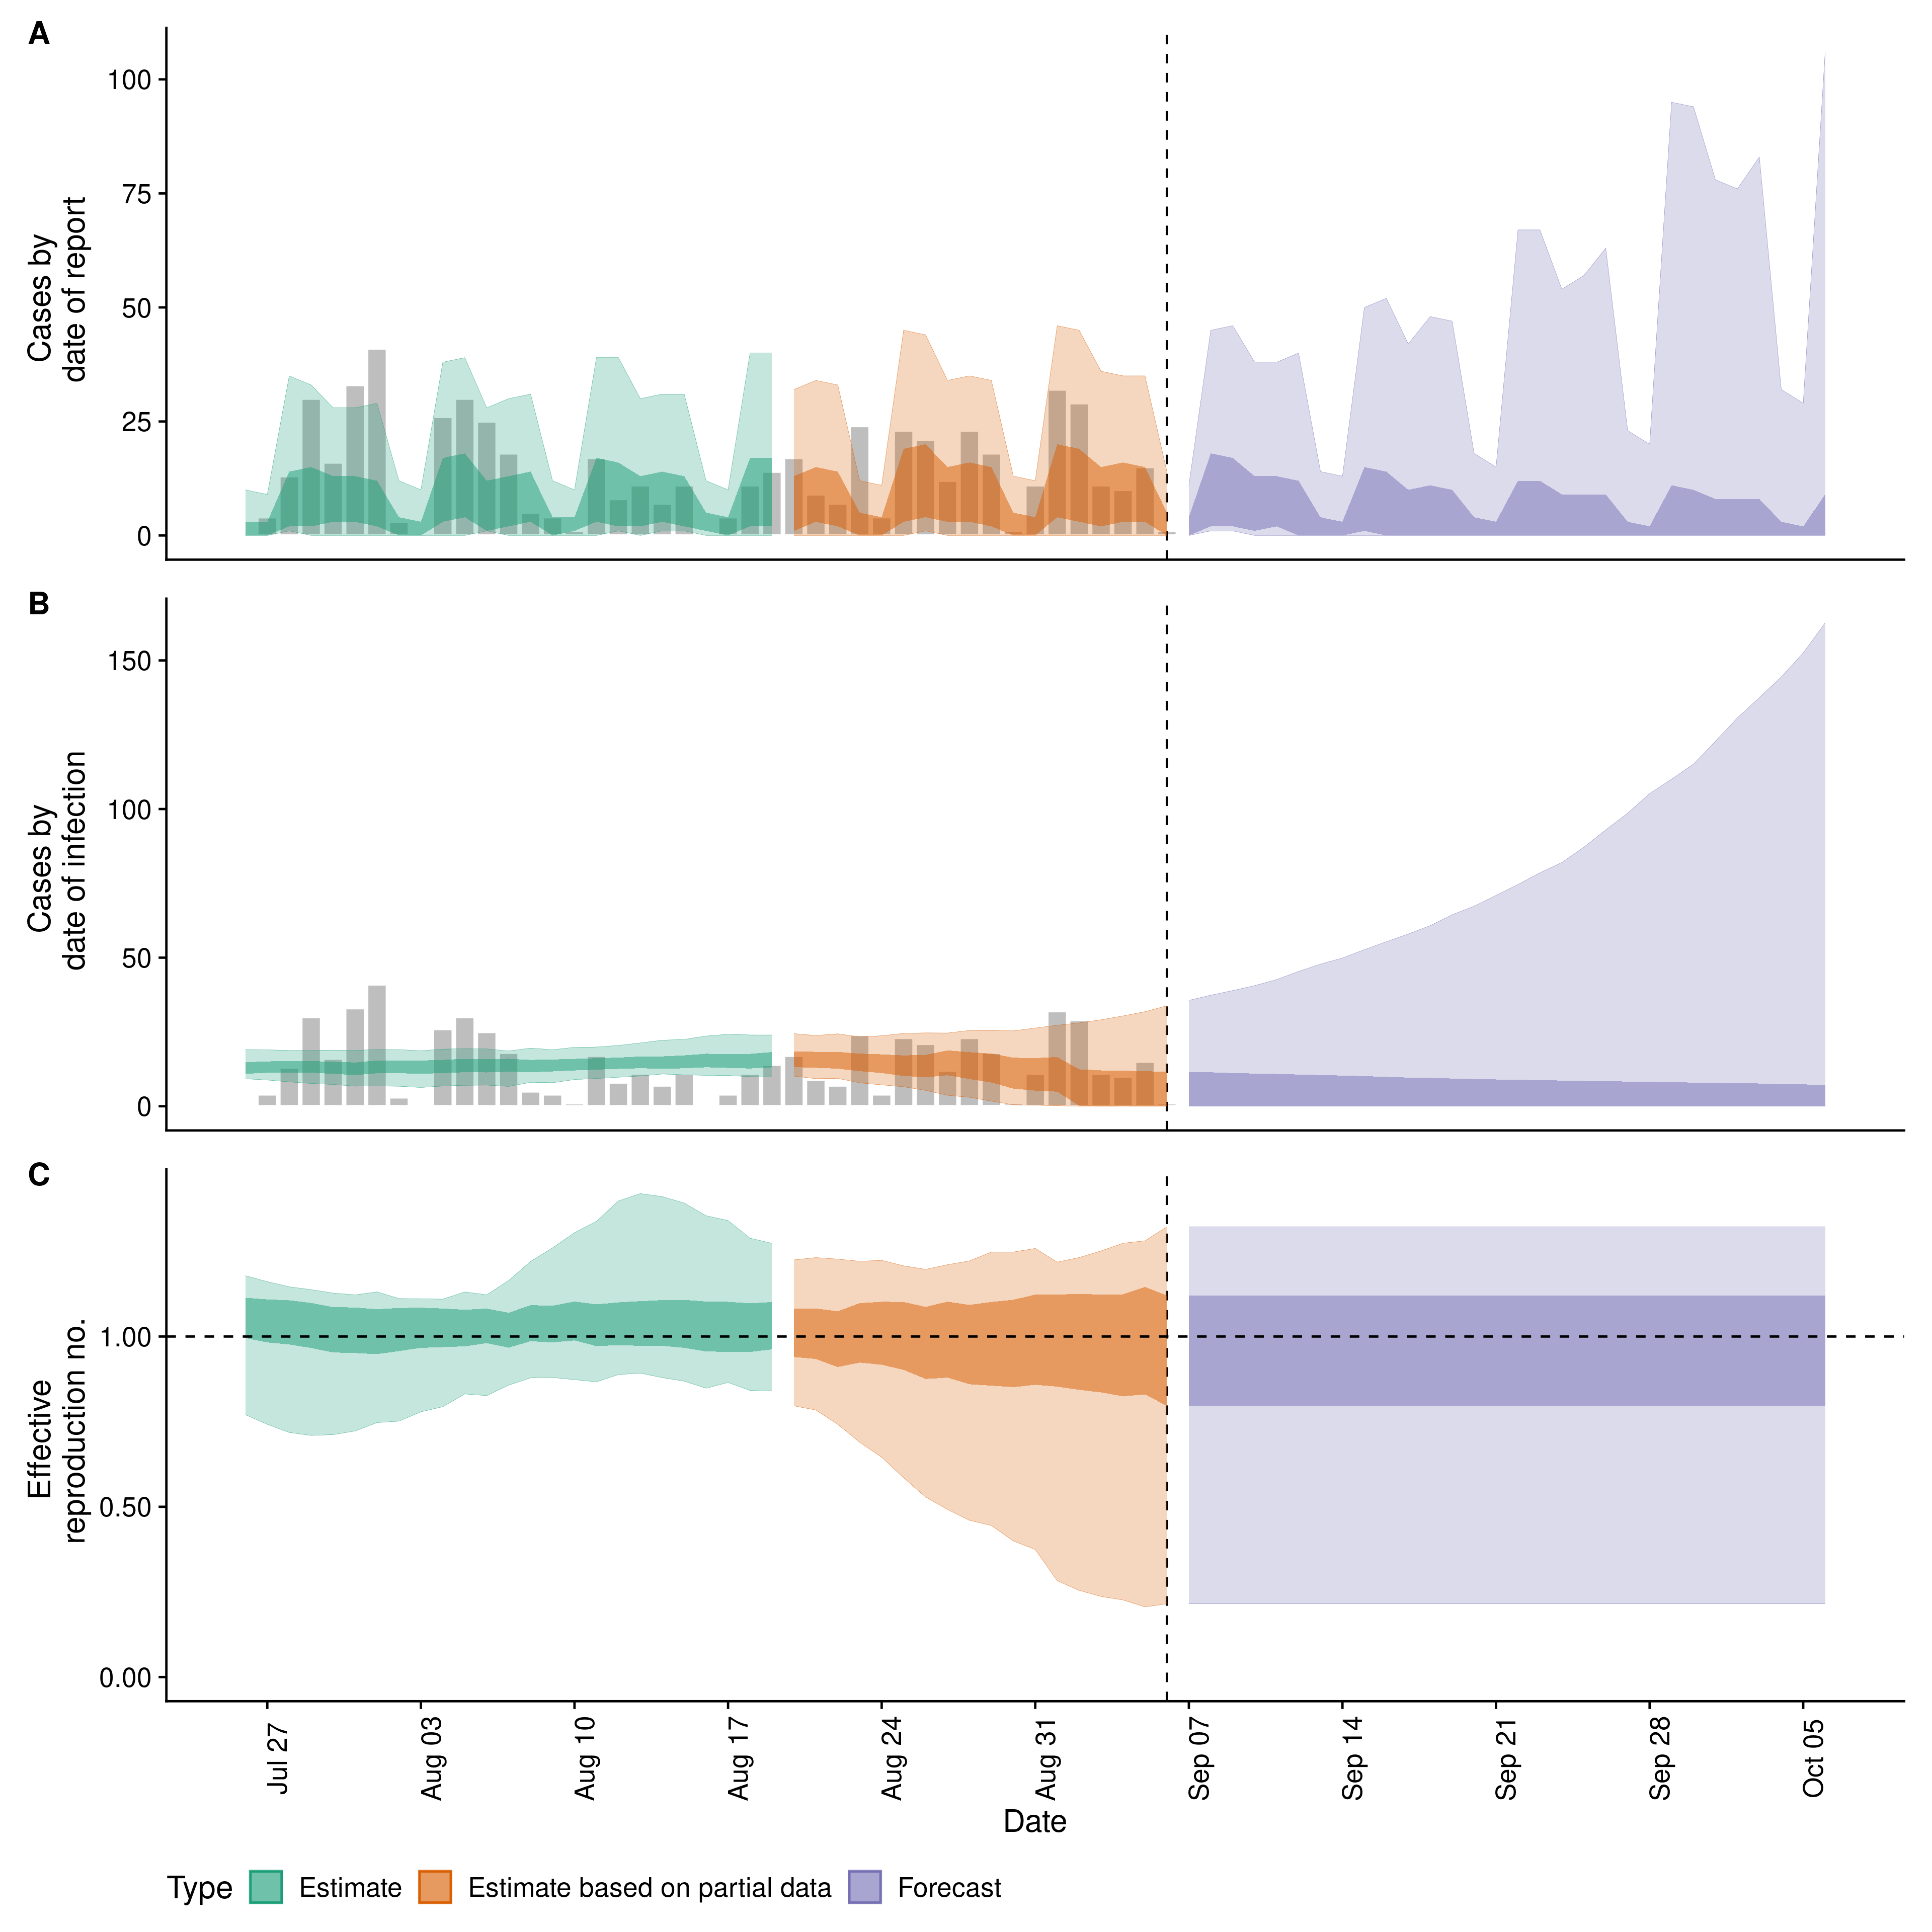 A
100
75
50
25
0
Cases by
date of report
B
150
100
50
0
Cases by
date of infection
C
1.00
0.50
0.00
Effective
reproduction no.
Jul 27
Aug 03
Aug 10
Aug 17
Aug 24
Aug 31
Sep 07
Sep 14
Sep 21
Sep 28
Oct 05
Date
Type Estimate Estimate based on partial data Forecast